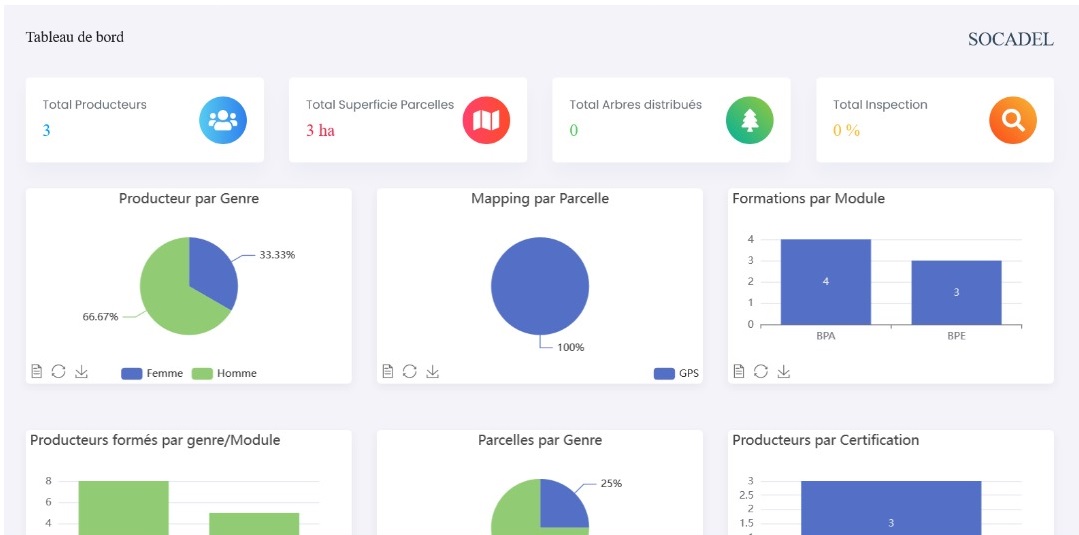 Tableau de bord
SOCADEL
Total Producteurs
3
Total Superficie Parcelles
3 ha
Total Arbres distribués
0
Total Inspection
0 %
Producteur par Genre
33.33%
66.67%
Femme
Homme
Mapping par Parcelle
100%
GPS
Formations par Module
4
3
2
1
0
4
3
BPA
BPE
Producteurs formés par genre/Module
8
6
4
Parcelles par Genre
25%
Producteurs par Certification
3
2.5
2
1.5
3